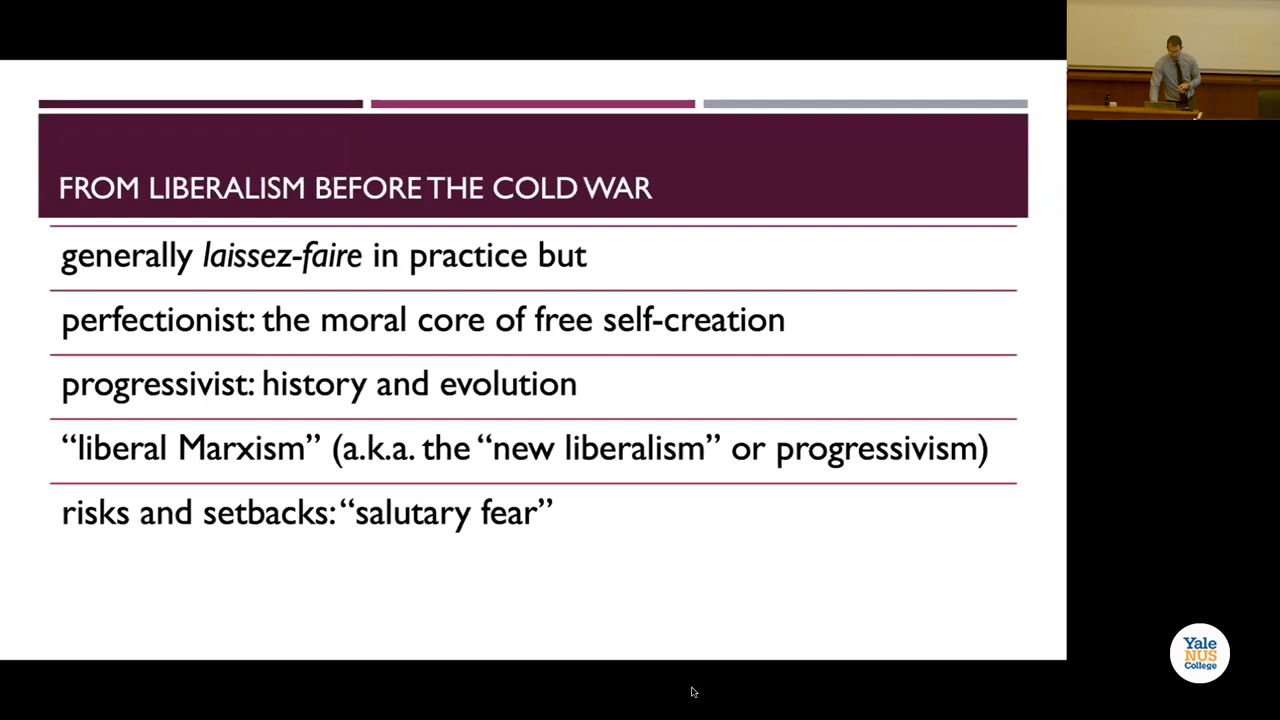 FROM LIBERALISM BEFORE THE COLD WAR
generally laissez-faire in practice but
perfectionist: the moral core of free self-creation
progressivist: history and evolution
“liberal Marxism” (a.k.a. the “new liberalism” or progressivism)
risks and setbacks: “salutary fear”
Yale
NUS
College